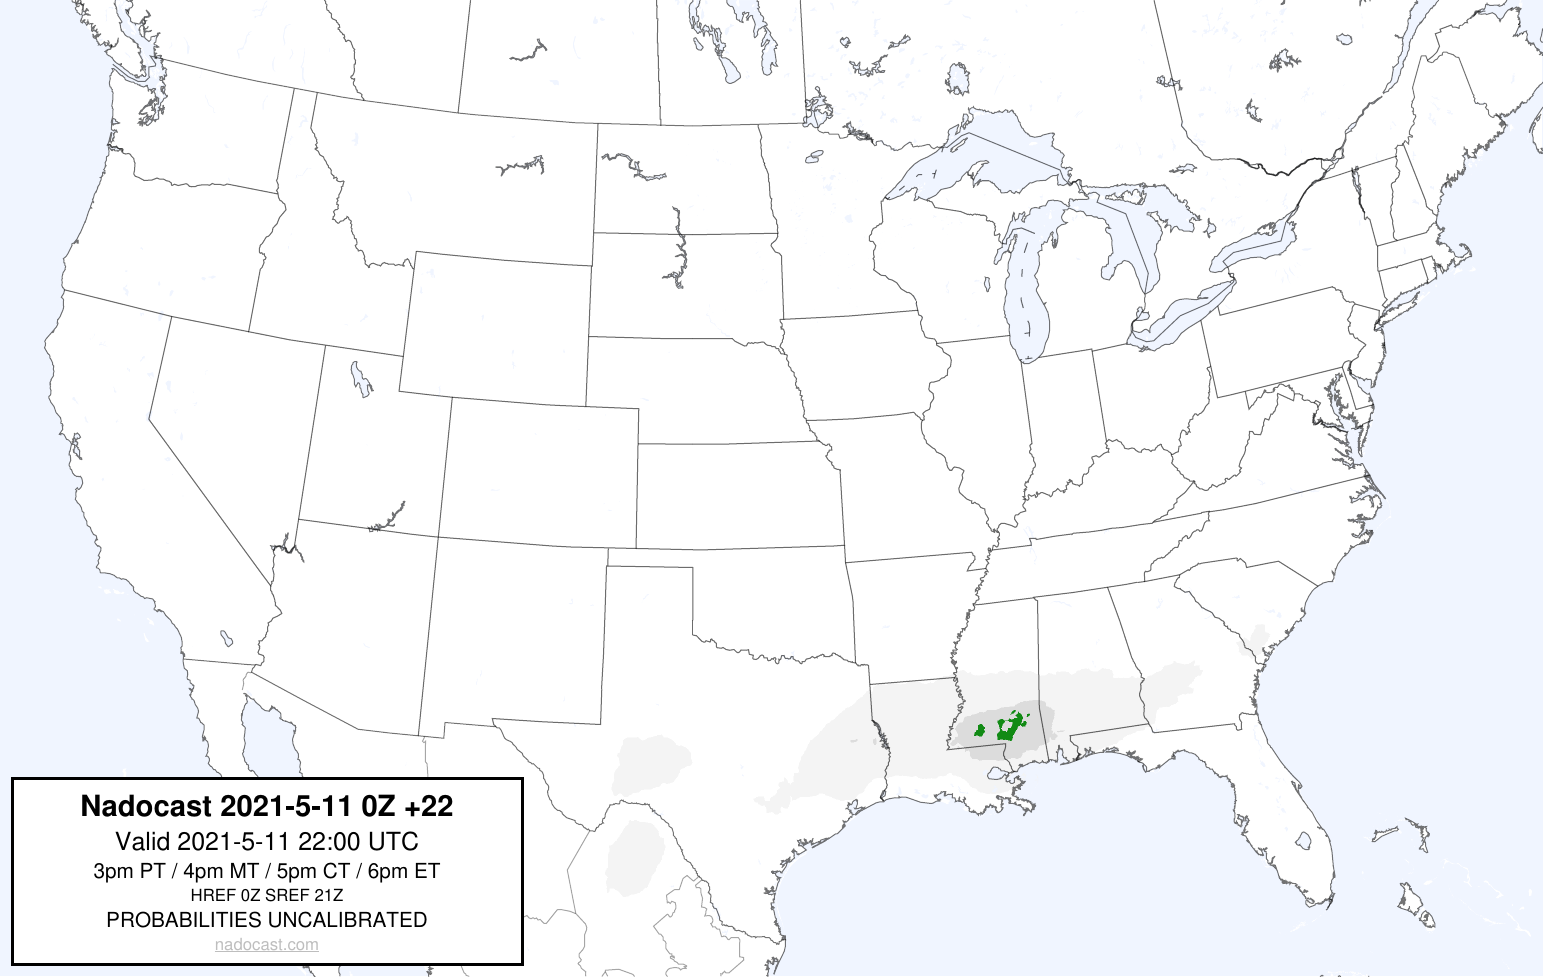 Nadocast 2021-5-11 0Z +22
Valid 2021-5-11 22:00 UTC
3pm PT / 4pm MT / 5pm CT / 6pm ET
HREF 0Z SREF 21Z
PROBABILITIES UNCALIBRATED
nadocast.com